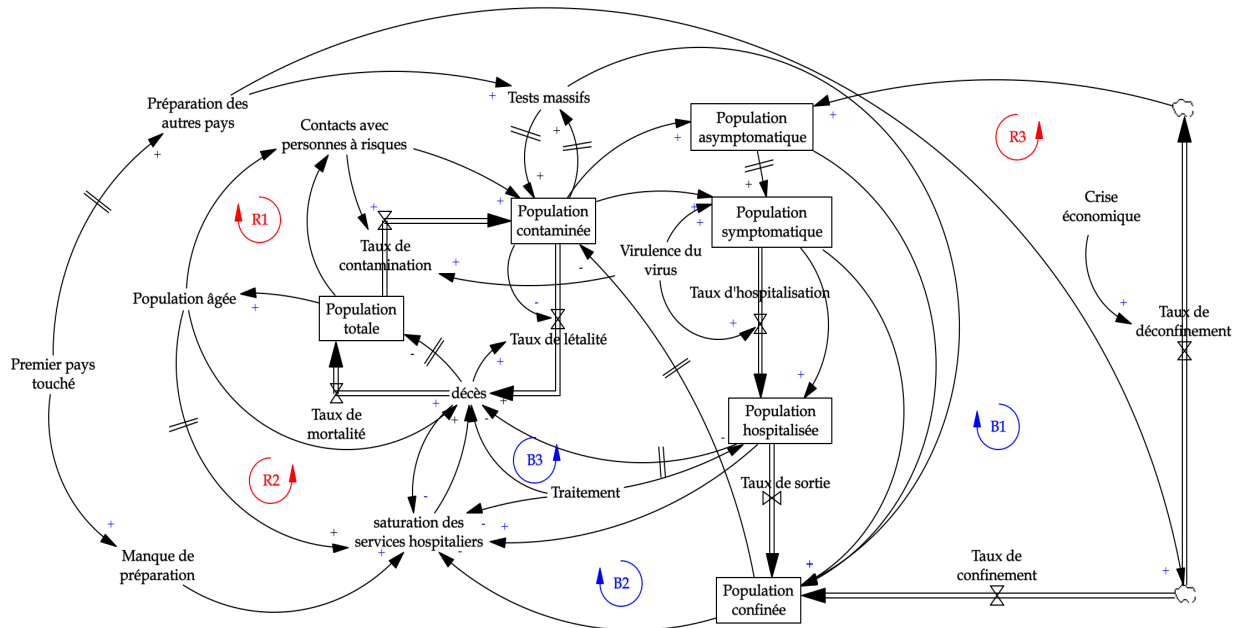 Préparation des
autres pays
Tests massifs
Contacts avec
personnes à risques
Population
asymptomatique
R3
Crise
économique
R1
Population
contaminée
Population
symptomatique
Taux de
contamination
Virulence du
virus
Taux d'hospitalisation
Population âgée
Population
totale
Taux de létalité
Taux de
déconfinement
Premier pays
touché
décès
Taux de
mortalité
Population
hospitalisée
B1
B3
R2
Traitement
Taux de sortie
saturation des
services hospitaliers
Manque de
préparation
B2
Population
confinée
Taux de
confinement